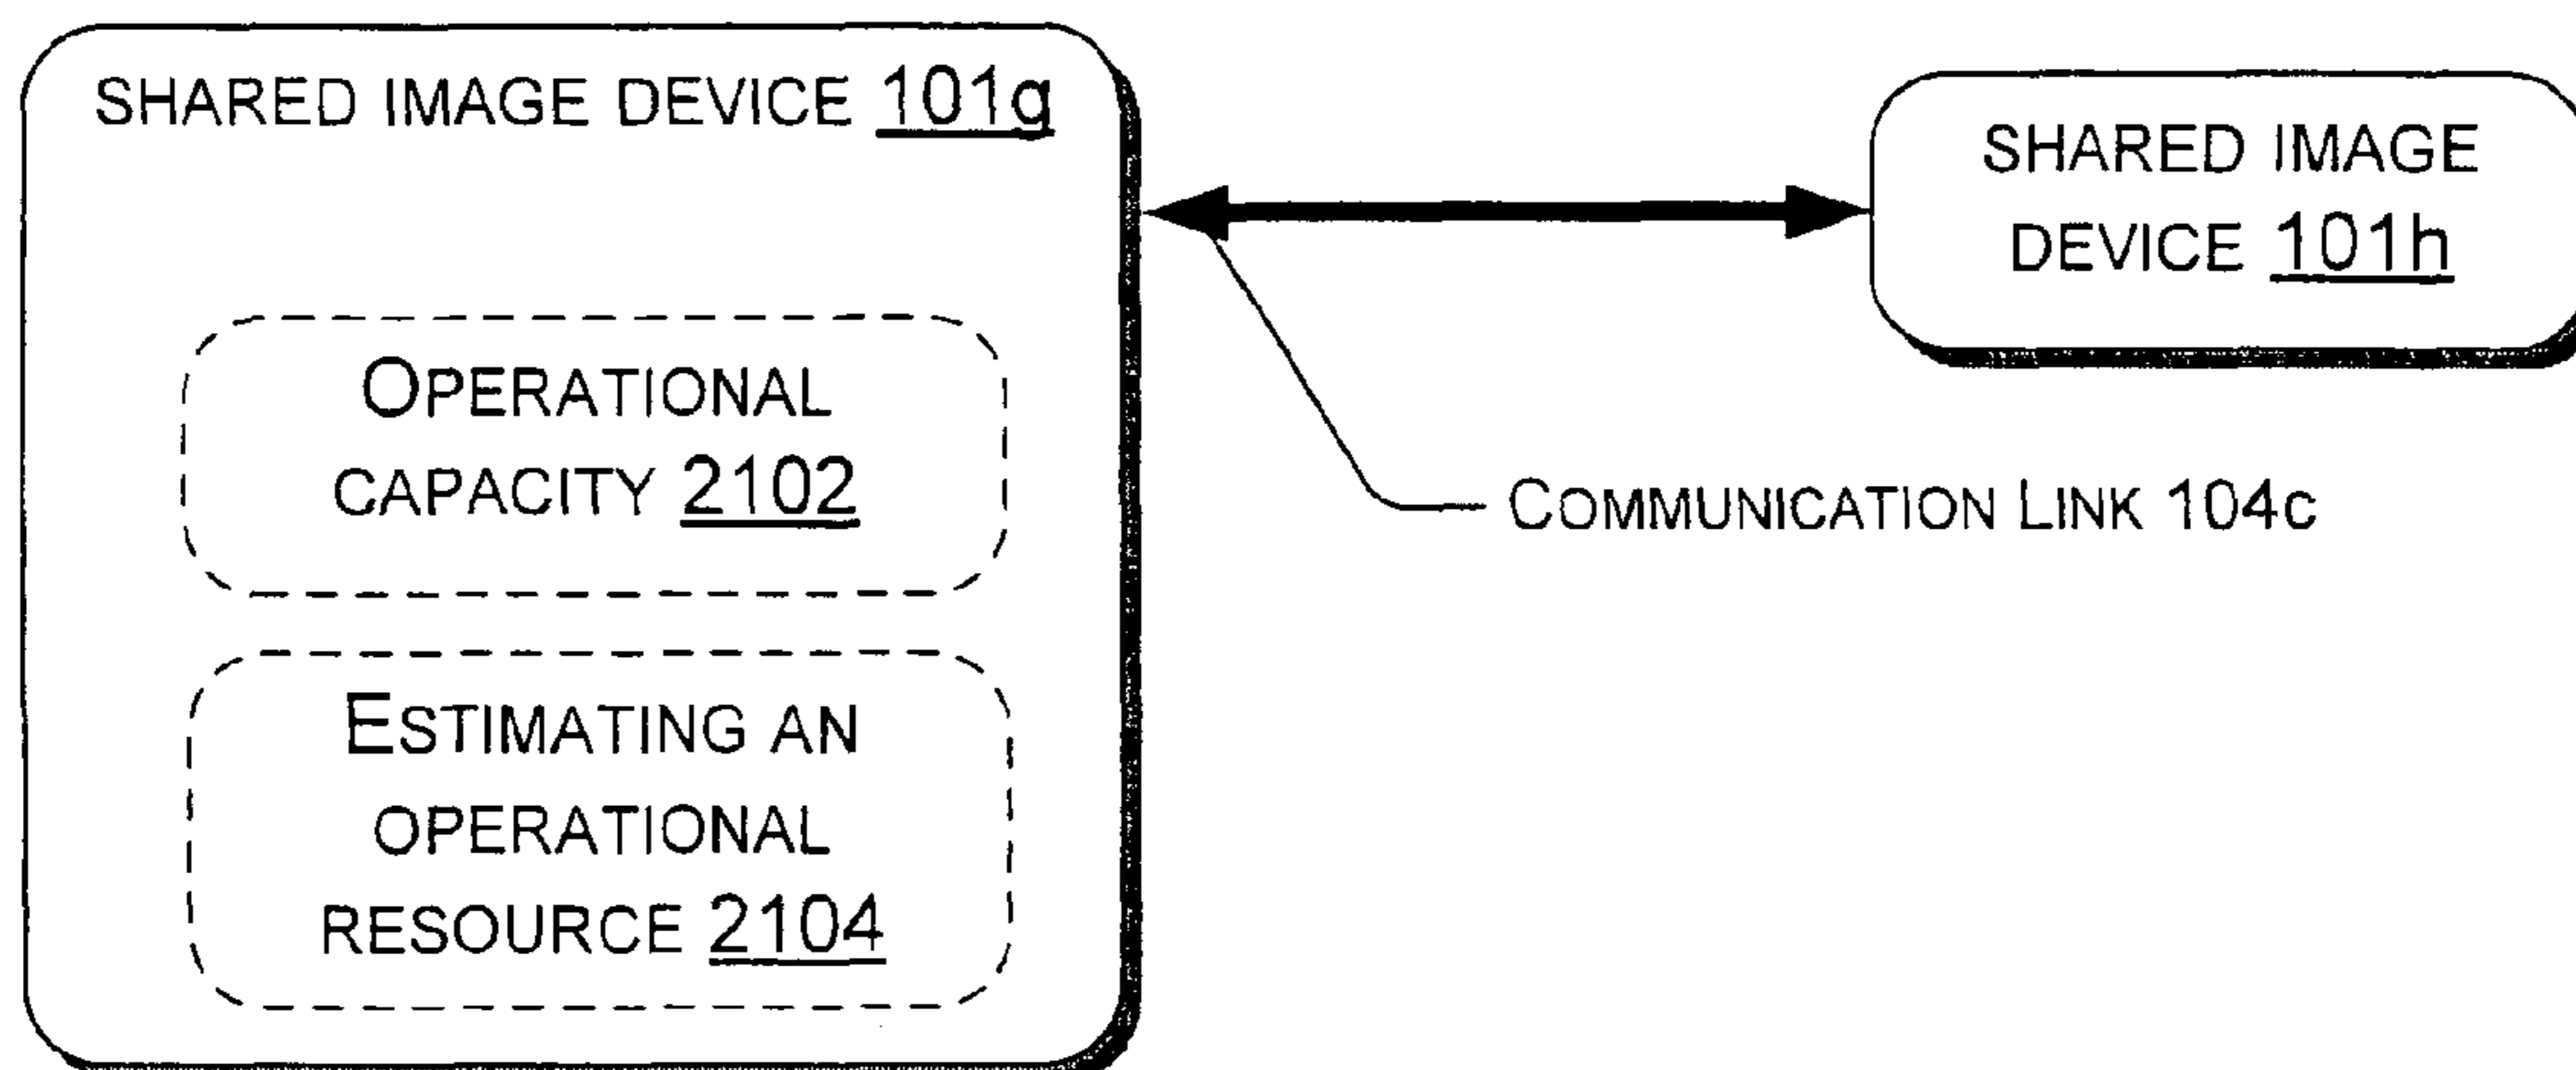 SHARED IMAGE DEVICE 101g
SHARED IMAGE
DEVICE 101h
OPERATIONAL
CAPACITY 2102
COMMUNICATION LINK 104c
ESTIMATING AN
OPERATIONAL
RESOURCE 2104